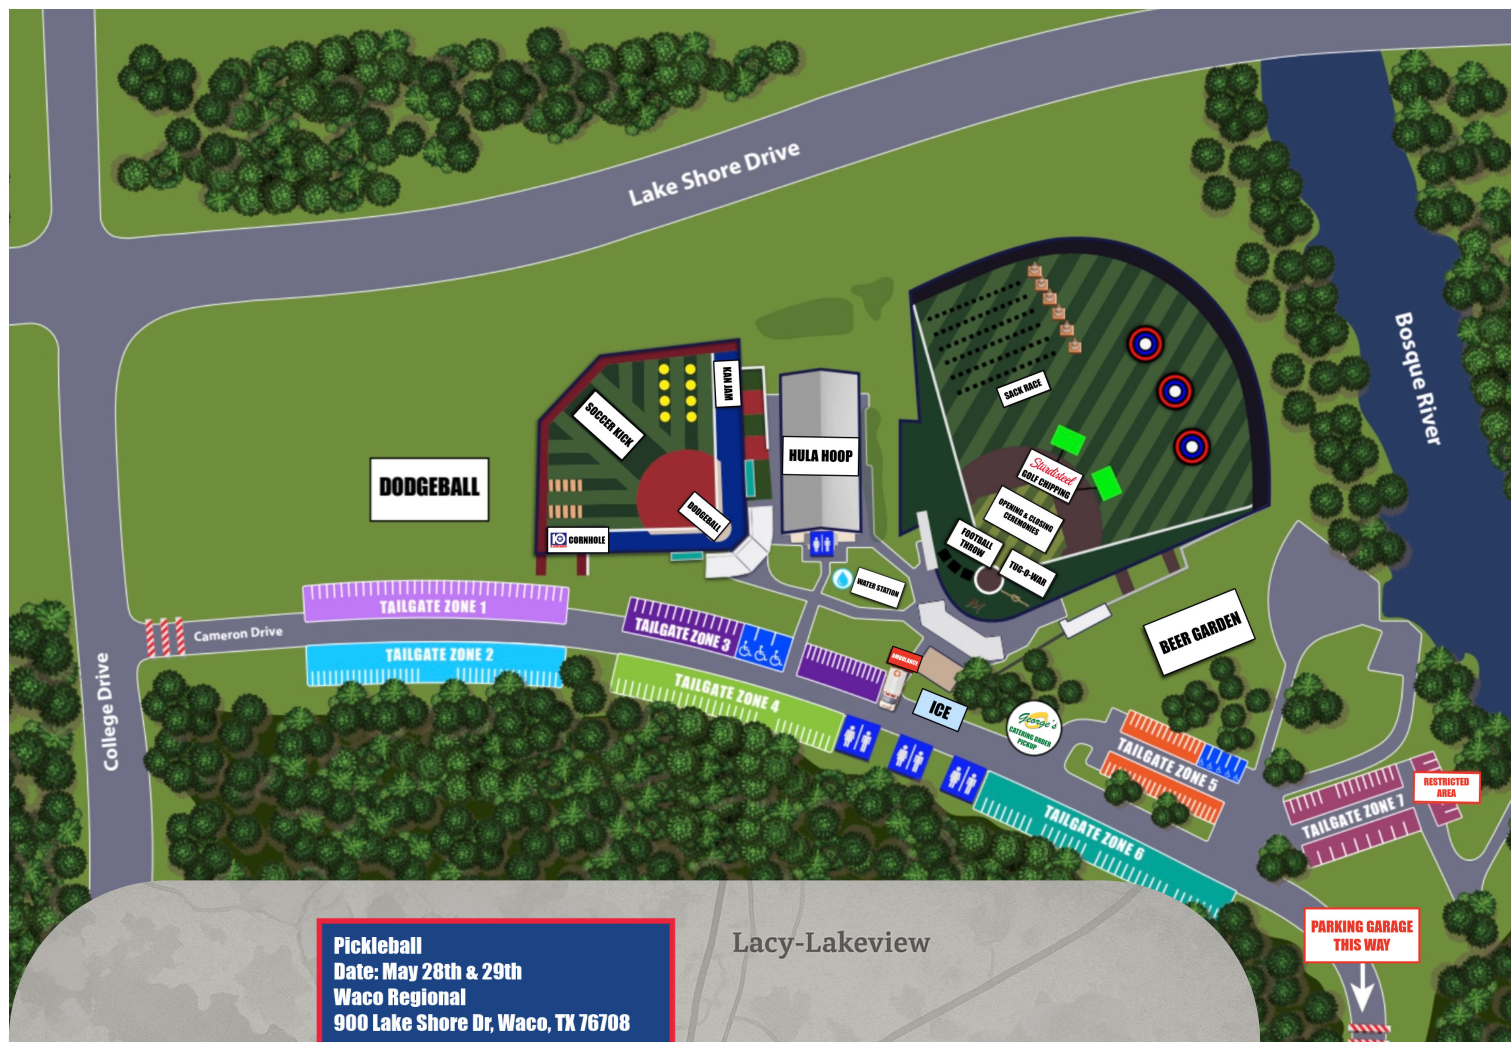 Lake Shore Drive
Bosque River
KAN JAM
SOCCER KICK
SACK RACE
HULA HOOP
DODGEBALL
Sturdisteel
GOLF CHIPPING
DODGEBALL
OPENING & CLOSING
CEREMONIES
CORNHOLE
FOOTBALL
THROW
TUG-O-WAR
WATER STATION
TAILGATE ZONE 1
Cameron Drive
TAILGATE ZONE 2
TAILGATE ZONE 3
BEER GARDEN
AMBULANCE
TAILGATE ZONE 4
ICE
College Drive
George's
CATERING ORDER
PICKUP
TAILGATE ZONE 5
RESTRICTED
AREA
TAILGATE ZONE 7
TAILGATE ZONE 6
PARKING GARAGE
THIS WAY
Pickleball
Date: May 28th & 29th
Waco Regional
900 Lake Shore Dr, Waco, TX 76708
Lacy-Lakeview